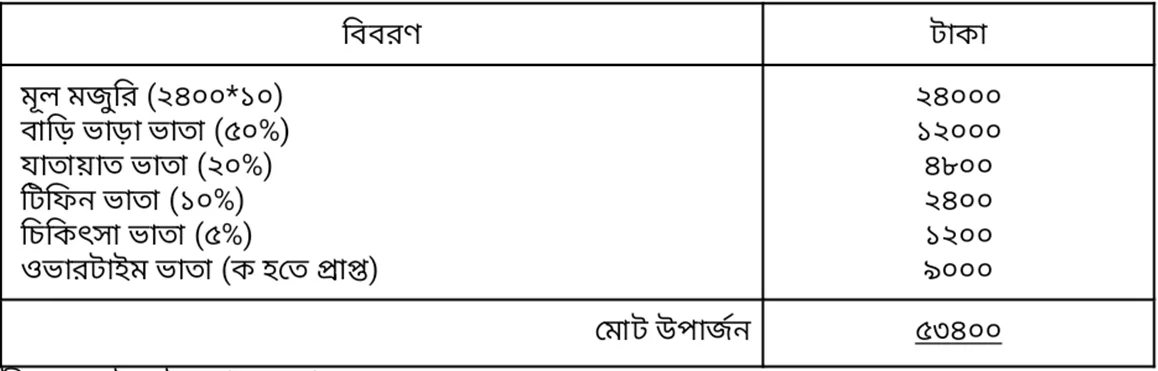 বিবরণ টাকা
মূল মজুরি (২৪০০*১০) ২৪০০০
বাড়ি ভাড়া ভাতা (৫০%) ১২০০০
যাতায়াত ভাতা (২০%) ৪৮০০
টিফিন ভাতা (১০%) ২৪০০
চিকিৎসা ভাতা (৫%) ১২০০
ওভারটাইম ভাতা (ক হতে প্রাপ্ত) ৯০০০
মোট উপার্জন ৫৩৪০০